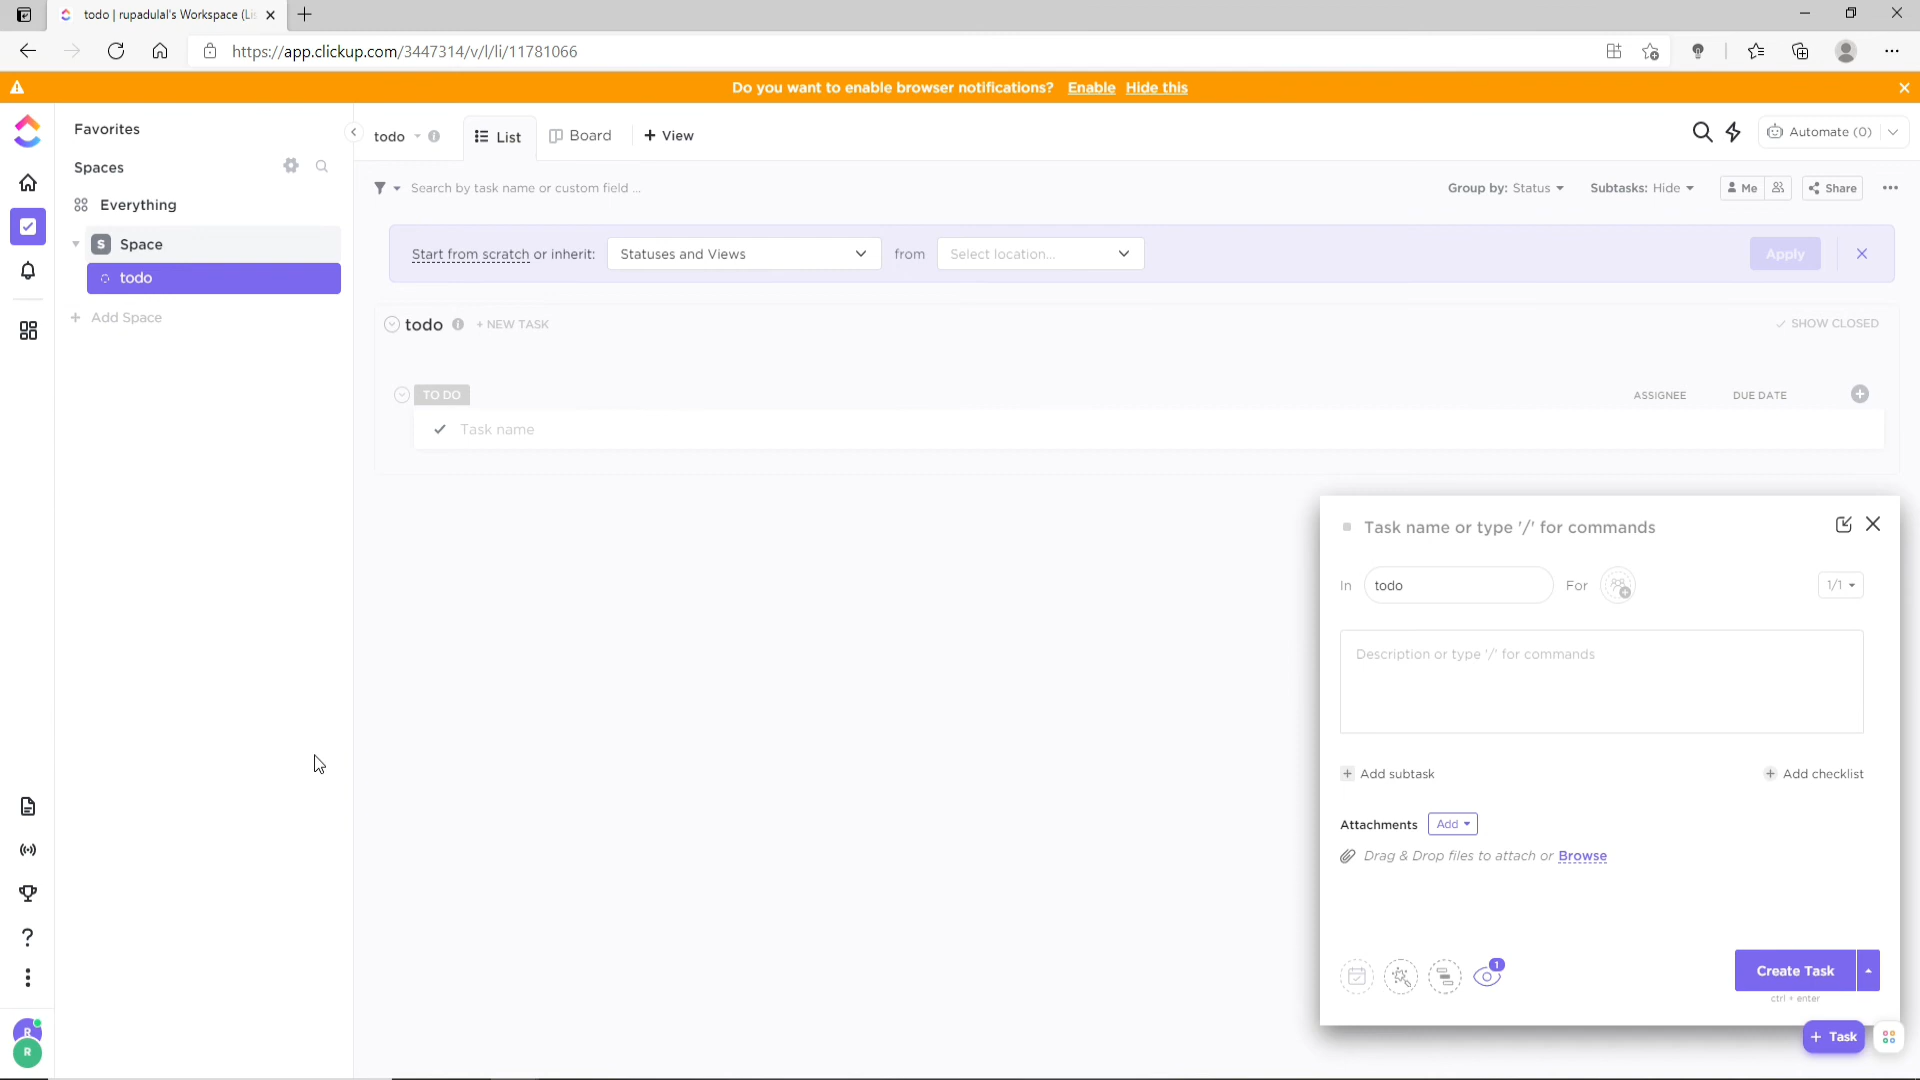 todo | rupadulal's Workspace (Lis
https://app.clickup.com/3447314/v/l/li/11781066
Do you want to enable browser notifications? Enable Hide this
Favorites
Spaces
Everything
S Space
todo
+ Add Space
todo
List
Board
+ View
Automate (0)
Search by task name or custom field ...
Group by: Status
Subtasks: Hide
Me
Share
Start from scratch or inherit:
Statuses and Views
from
Select location...
Apply
todo
+ NEW TASK
SHOW CLOSED
TO DO
ASSIGNEE
DUE DATE
Task name
Task name or type '/' for commands
In
todo
For
1/1
Description or type '/' for commands
+ Add subtask
+ Add checklist
Attachments
Add
Drag & Drop files to attach or Browse
1
Create Task
ctrl + enter
+ Task
R
R